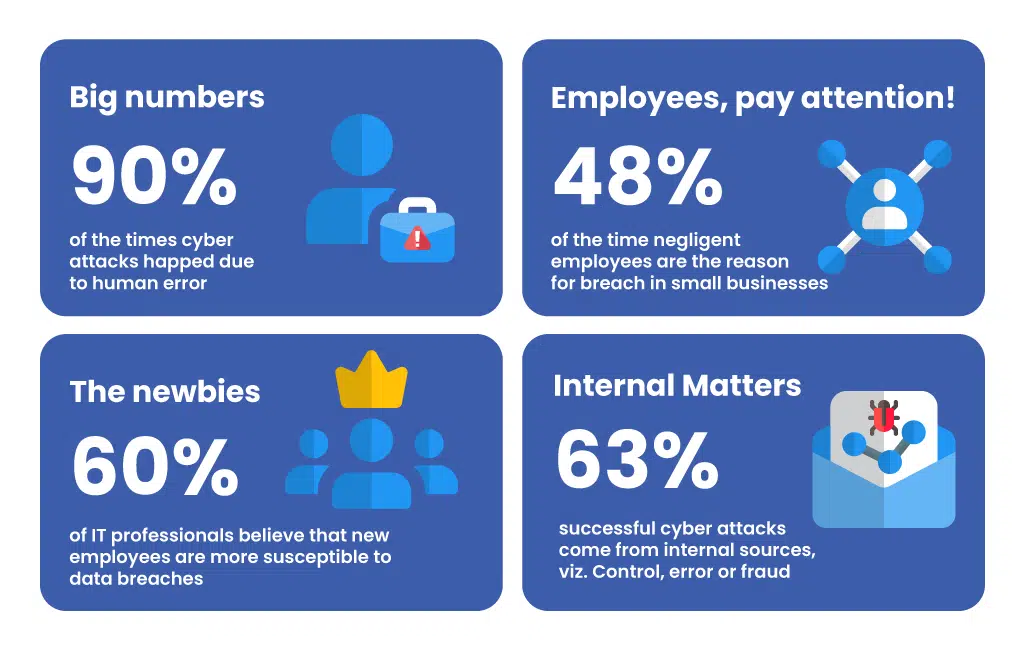 Big numbers
90%
of the times cyber
attacks happed due
to human error
Employees, pay attention!
48%
of the time negligent
employees are the reason
for breach in small businesses
The newbies
60%
of IT professionals believe that new
employees are more susceptible to
data breaches
Internal Matters
63%
successful cyber attacks
come from internal sources,
viz. Control, error or fraud